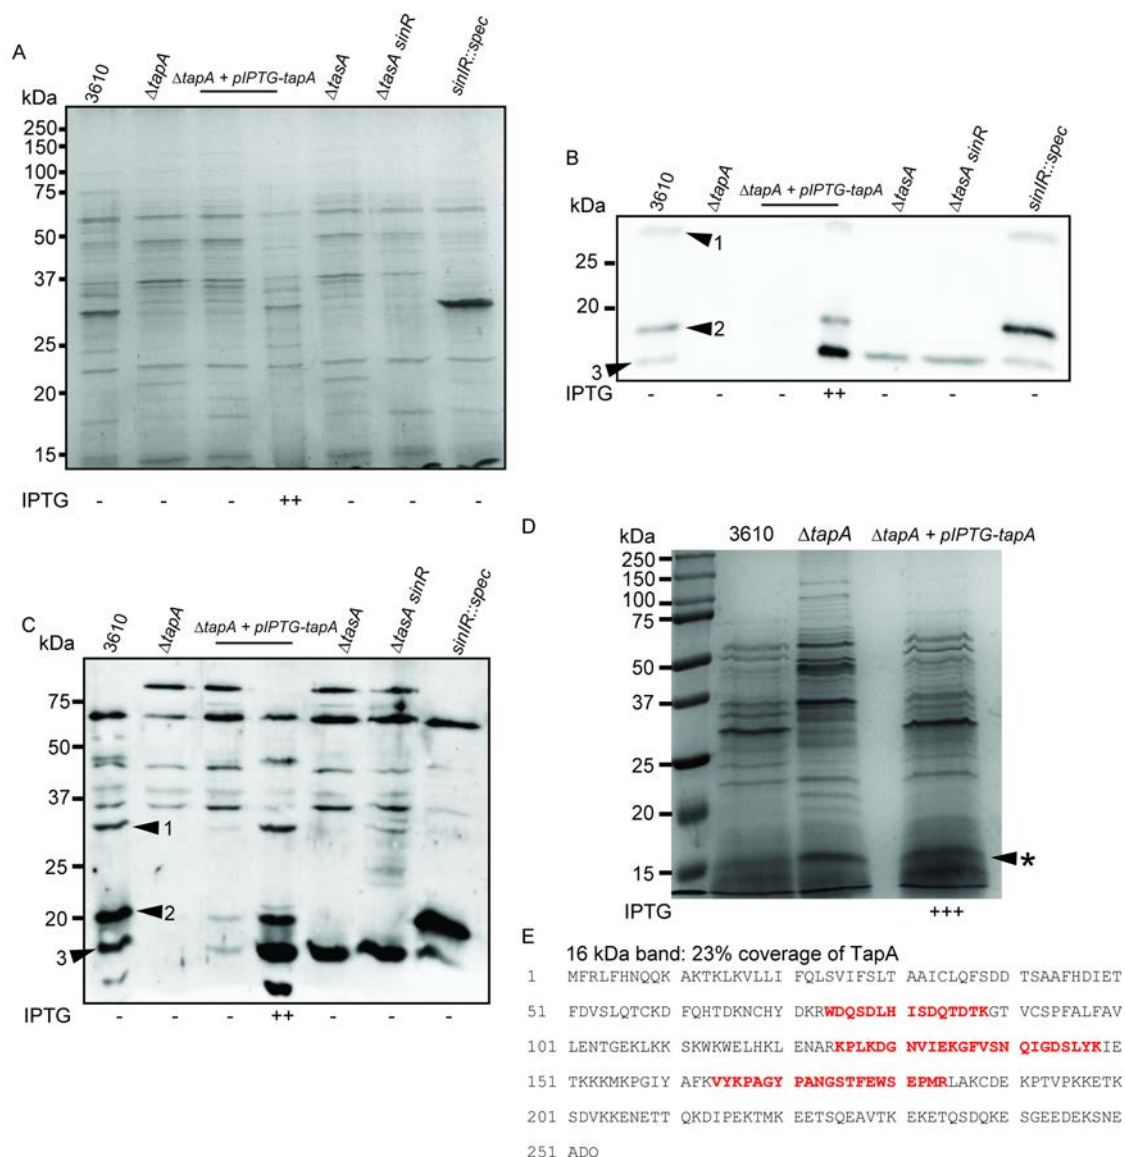 A
3610
ΔtapA
ΔtapA + pIPTG-tapA
ΔtasA
ΔtasA sinR
sinIR::spec
kDa
250
150
100
75
50
37
25
20
15
IPTG - - - ++ - - -
B
3610
ΔtapA
ΔtapA + pIPTG-tapA
ΔtasA
ΔtasA sinR
sinIR::spec
kDa
25
20
1
2
3
IPTG - - - ++ - - -
C
3610
ΔtapA
ΔtapA + pIPTG-tapA
ΔtasA
ΔtasA sinR
sinIR::spec
kDa
75
50
37
25
20
1
2
3
IPTG - - - ++ - - -
D
kDa 3610 ΔtapA ΔtapA + pIPTG-tapA
250
150
100
75
50
37
25
20
15
*
IPTG +++
E
16 kDa band: 23% coverage of TapA
1 MFRLFHNQQK AKTKLKVLLI FQLSVIFSLT AAICLQFSDD TSAAFHDIET
51 FDVSLQTCKD FQHTDKNCHY DKRWDQSDLH ISDQTDTKGT VCSPFALFAV
101 LENTGEKLKK SKWKWELHKL ENARKPLKDG NVIEKGFVSN QIGDSLYKIE
151 TKKKMKPGIY AFKVYKPAGY PANGSTFEWS EPMRLAKCDE KPTVPKKETK
201 SDVKKENETT QKDIPEKTMK EETSQEAVTK EKETQSDQKE SGEEDEKSNE
251 ADQ